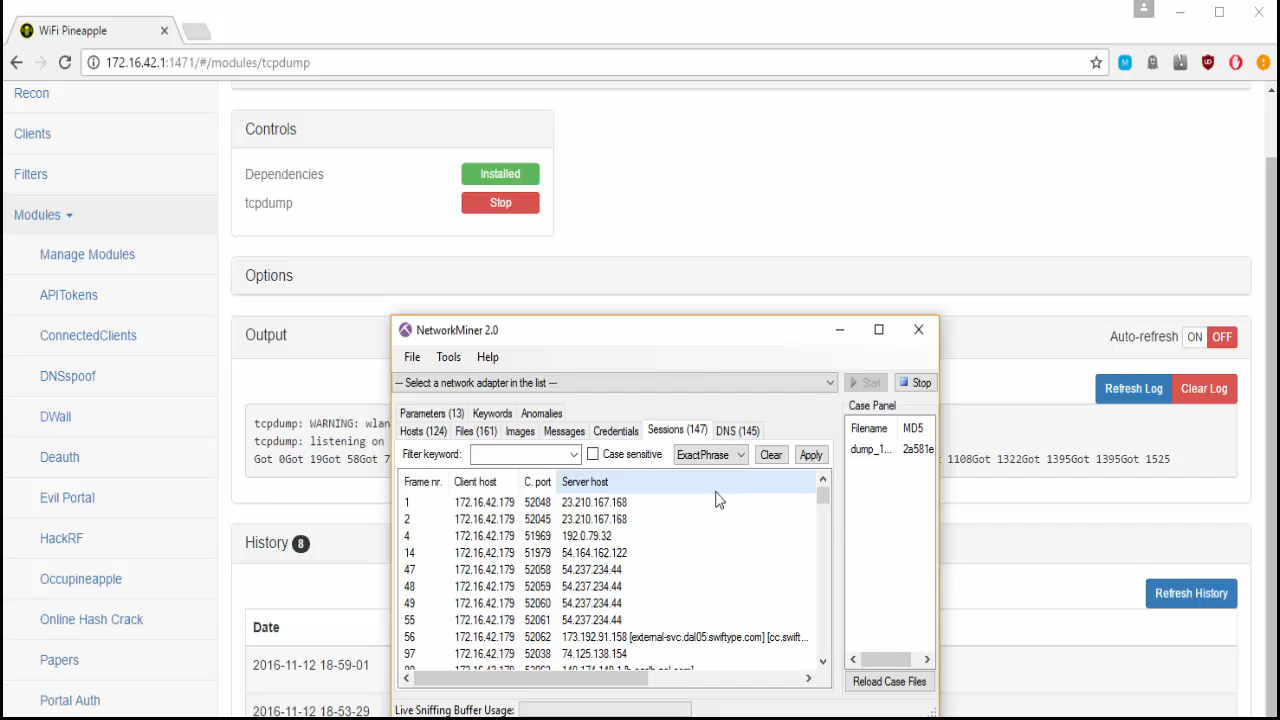 WiFi Pineapple
172.16.42.1:1471/#/modules/tcpdump
Recon
Clients
Filters
Modules
Manage Modules
APITokens
ConnectedClients
DNSspoof
DWall
Deauth
Evil Portal
HackRF
Occupineapple
Online Hash Crack
Papers
Portal Auth
Controls
Dependencies Installed
tcpdump Stop
Options
Output
Auto-refresh ON OFF
Refresh Log Clear Log
tcpdump: WARNING: wlan
tcpdump: listening on
Got 0Got 19Got 58Got 7
1108Got 1322Got 1395Got 1395Got 1525
History 8
Refresh History
Date
2016-11-12 18-59-01
2016-11-12 18-53-29
NetworkMiner 2.0
File Tools Help
--- Select a network adapter in the list ---
Start Stop
Parameters (13) Keywords Anomalies
Hosts (124) Files (161) Images Messages Credentials Sessions (147) DNS (145)
Filter keyword: Case sensitive ExactPhrase Clear Apply
Frame nr. Client host C. port Server host
1 172.16.42.179 52048 23.210.167.168
2 172.16.42.179 52045 23.210.167.168
4 172.16.42.179 51969 192.0.79.32
14 172.16.42.179 51979 54.164.162.122
47 172.16.42.179 52058 54.237.234.44
48 172.16.42.179 52059 54.237.234.44
49 172.16.42.179 52060 54.237.234.44
55 172.16.42.179 52061 54.237.234.44
56 172.16.42.179 52062 173.192.91.158 [external-svc.dal05.swiftype.com] [cc.swift...
97 172.16.42.179 52038 74.125.138.154
Case Panel
Filename MD5
dump_1... 2a581e
Reload Case Files
Live Sniffing Buffer Usage: